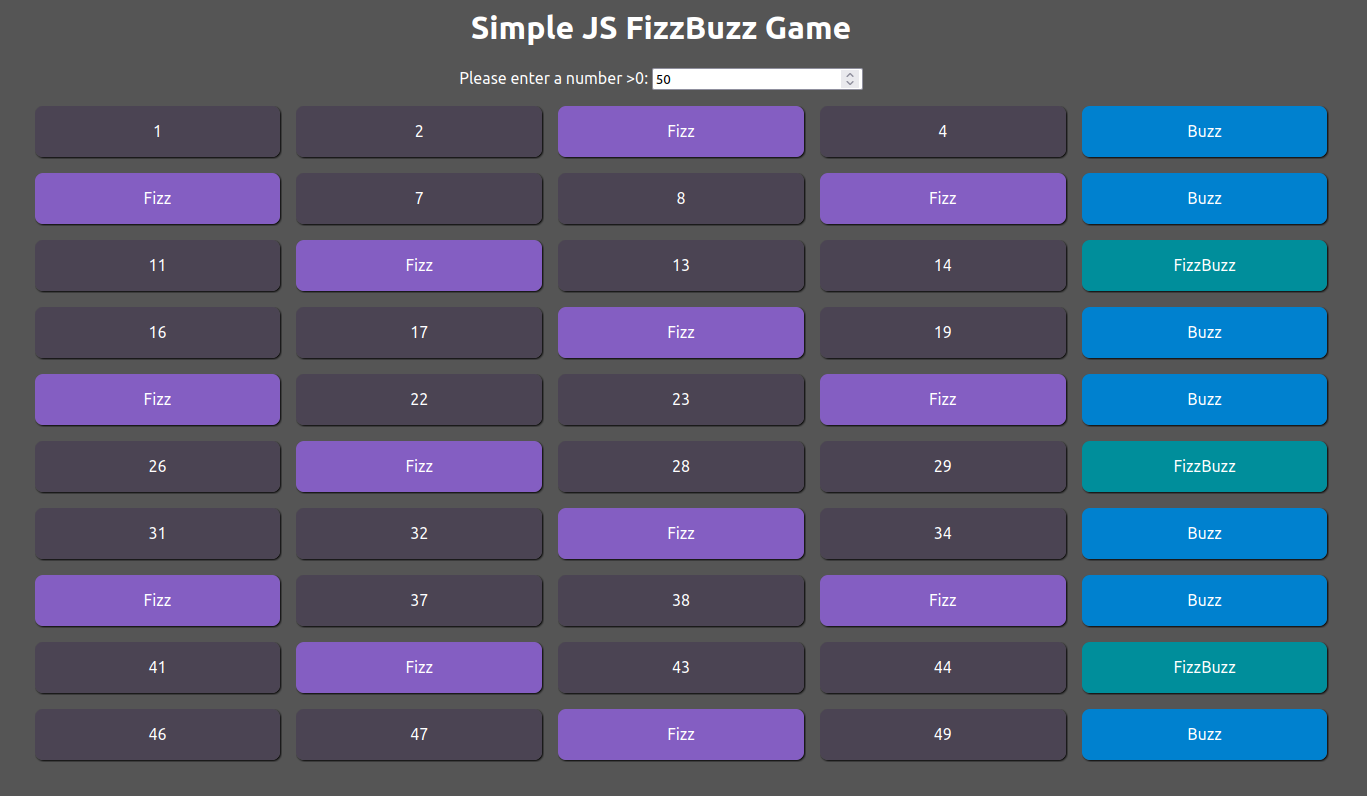 Simple JS FizzBuzz Game
Please enter a number >0: 50
1 2 Fizz 4 Buzz
Fizz 7 8 Fizz Buzz
11 Fizz 13 14 FizzBuzz
16 17 Fizz 19 Buzz
Fizz 22 23 Fizz Buzz
26 Fizz 28 29 FizzBuzz
31 32 Fizz 34 Buzz
Fizz 37 38 Fizz Buzz
41 Fizz 43 44 FizzBuzz
46 47 Fizz 49 Buzz